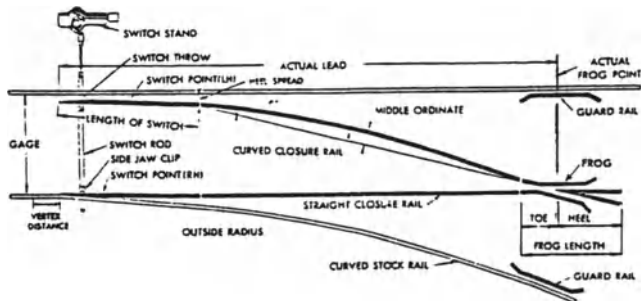 SWITCH STAND
ACTUAL LEAD
ACTUAL
FROG POINT
SWITCH THROW
SWITCH POINT(LH)
HEEL SPREAD
MIDDLE ORDINATE
GUARD RAIL
LENGTH OF SWITCH
GAGE
CURVED CLOSURE RAIL
SWITCH ROD
SIDE JAW CLIP
FROG
SWITCH POINT(RH)
STRAIGHT CLOSURE RAIL
VERTEX
DISTANCE
TOE
HEEL
OUTSIDE RADIUS
FROG LENGTH
CURVED STOCK RAIL
GUARD RAIL